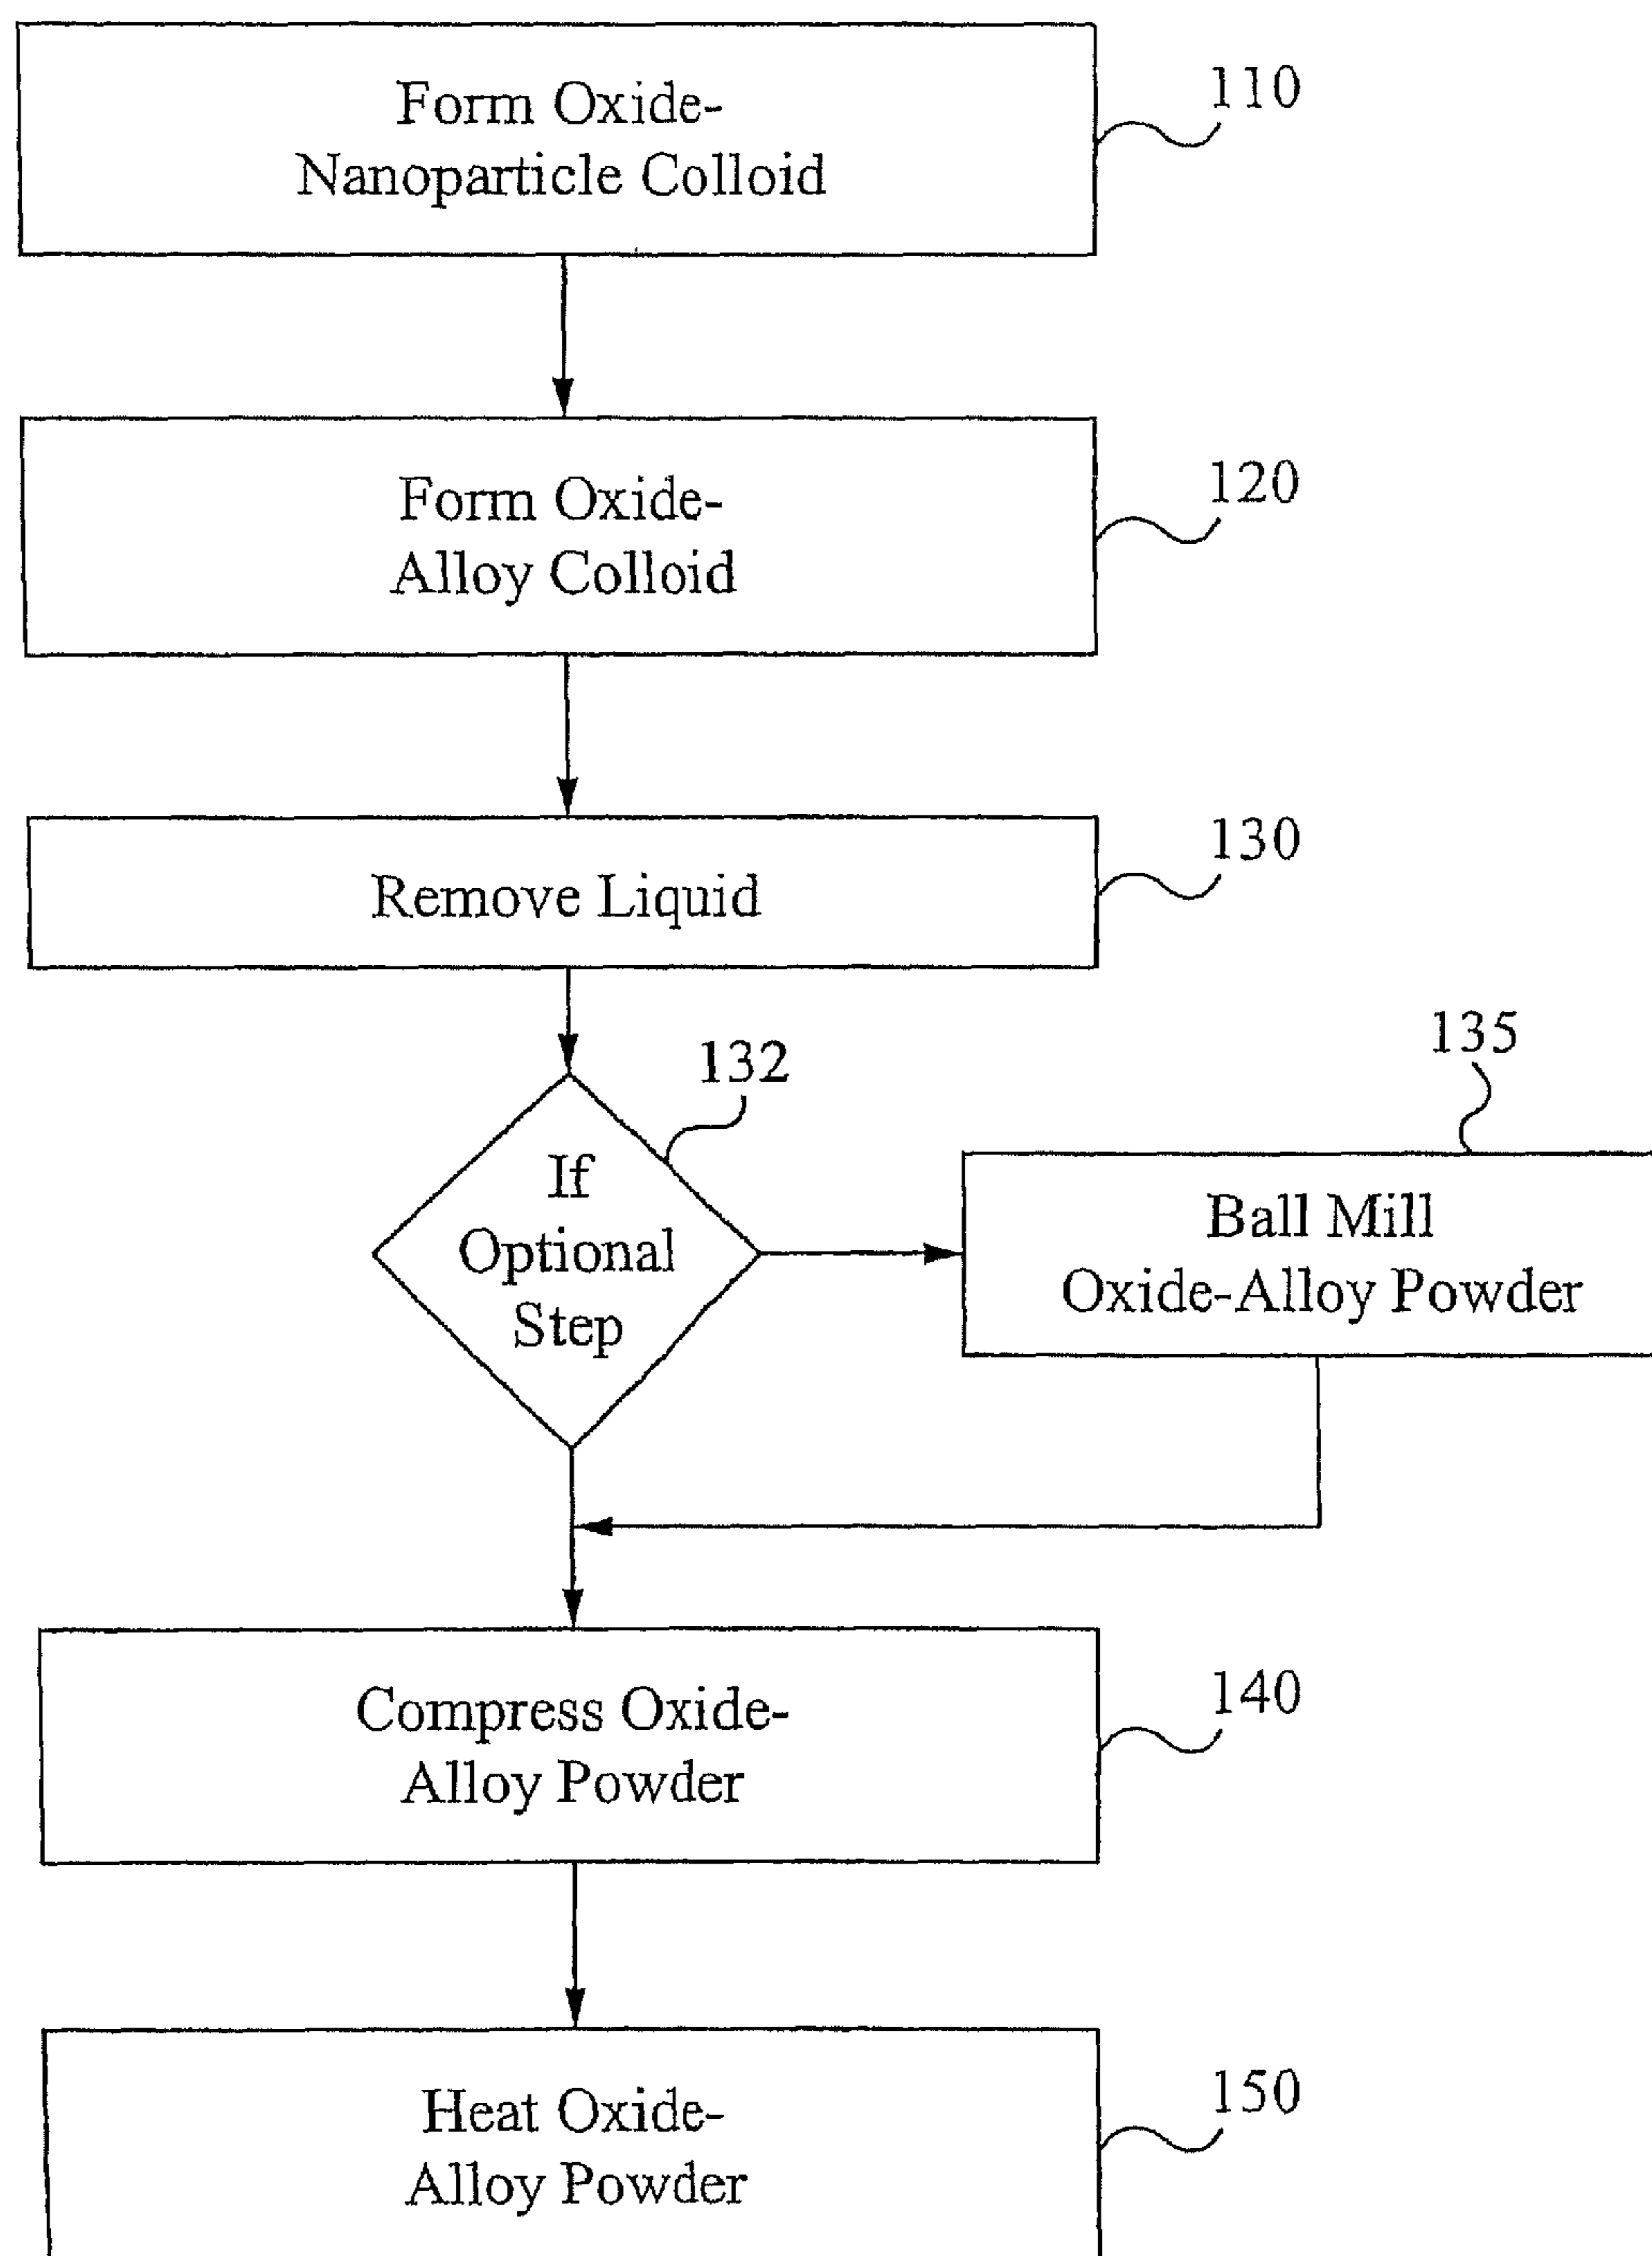 Form Oxide-
Nanoparticle Colloid
110
Form Oxide-
Alloy Colloid
120
Remove Liquid
130
132
If
Optional
Step
135
Ball Mill
Oxide-Alloy Powder
Compress Oxide-
Alloy Powder
140
Heat Oxide-
Alloy Powder
150